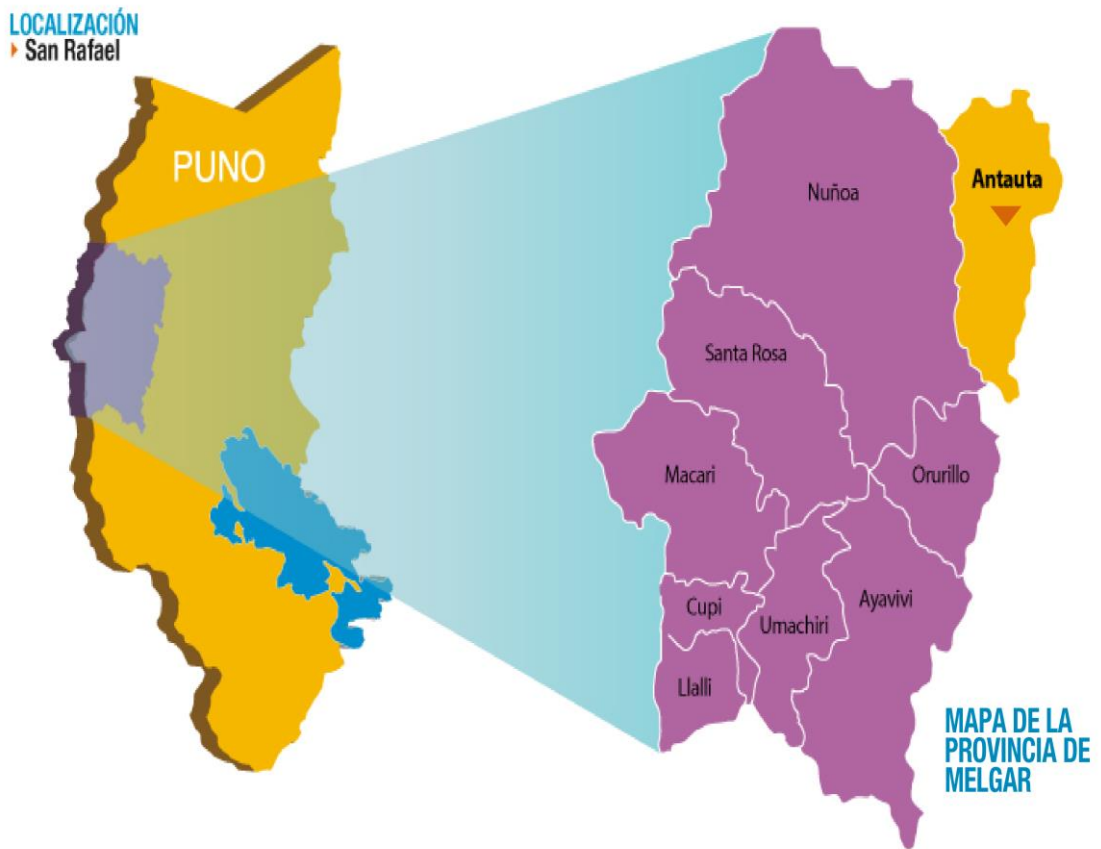 LOCALIZACIÓN
San Rafael
PUNO
Nuñoa
Antauta
Santa Rosa
Macari
Orurillo
Cupi
Umachiri
Ayavivi
Llalli
MAPA DE LA
PROVINCIA DE
MELGAR